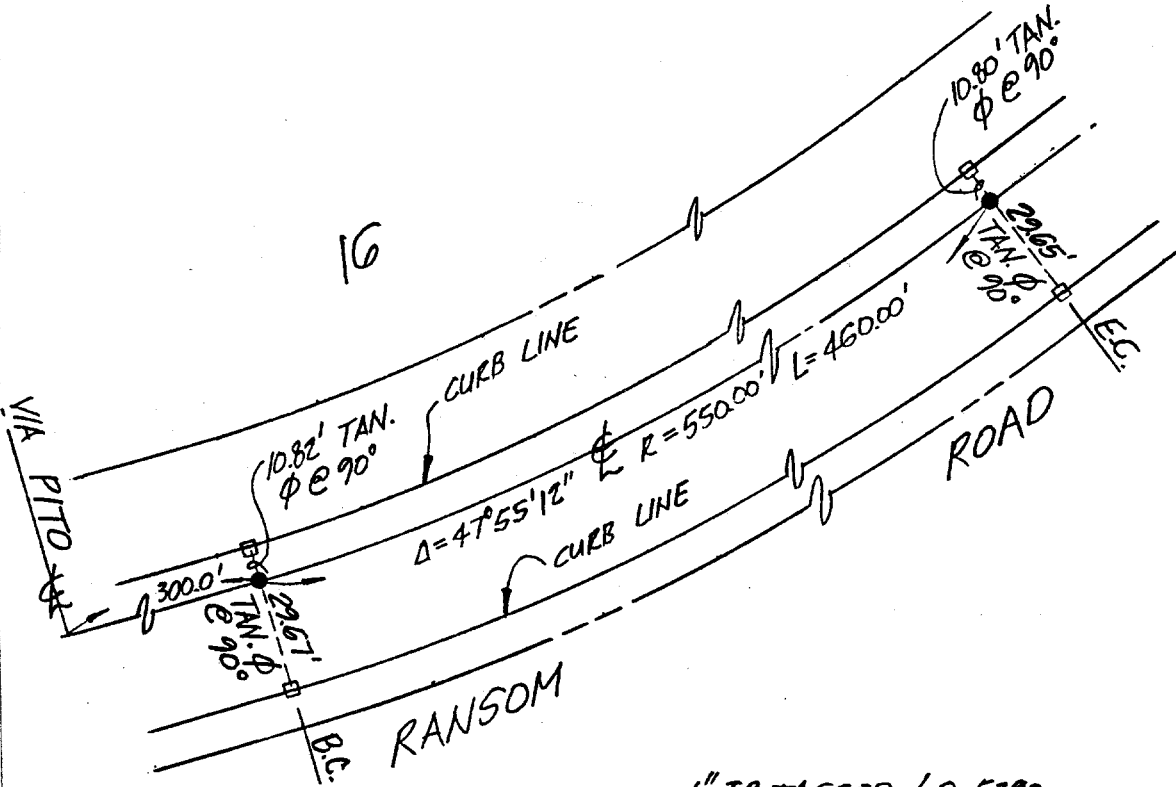 10.80' TAN.
₵ @ 90°
16
29.65'
TAN. ₵
@ 90°
E.C.
CURB LINE
VIA PITO ℄
10.82' TAN.
₵ @ 90°
Δ=47°55'12" ℄ R=550.00' L=460.00'
ROAD
300.0'
CURB LINE
29.67'
TAN. ₵
@ 90°
B.C.
RANSOM